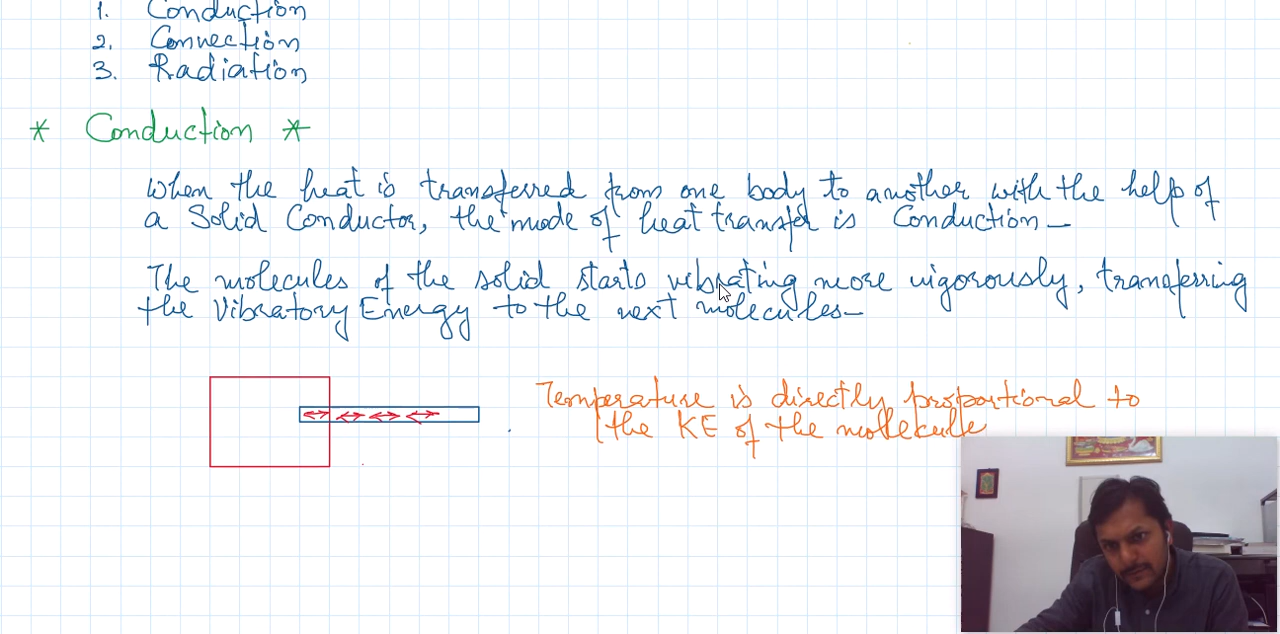 1. Conduction
2. Convection
3. Radiation
* Conduction *
When the heat is transferred from one body to another with the help of
a Solid Conductor, the mode of heat transfer is Conduction-
The molecules of the solid starts vibrating more vigorously, transferring
the Vibratory Energy to the next molecules-
Temperature is directly proportional to
the KE of the molecule